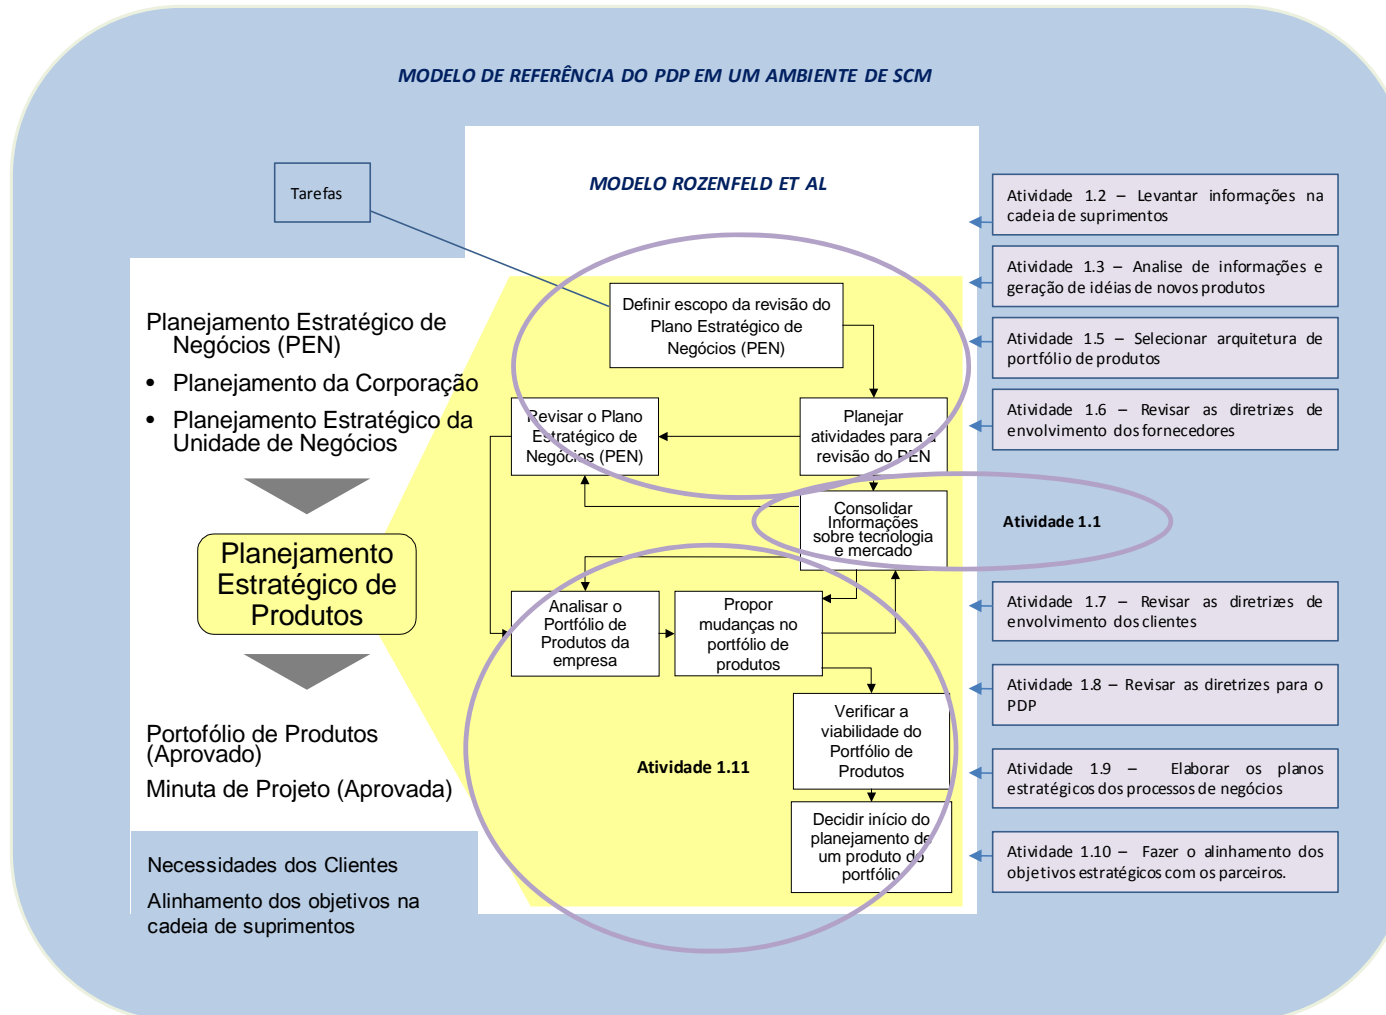 MODELO DE REFERÊNCIA DO PDP EM UM AMBIENTE DE SCM
MODELO ROZENFELD ET AL
Tarefas
Planejamento Estratégico de
Negócios (PEN)
• Planejamento da Corporação
• Planejamento Estratégico da
Unidade de Negócios
Planejamento
Estratégico de
Produtos
Portofólio de Produtos
(Aprovado)
Minuta de Projeto (Aprovada)
Necessidades dos Clientes
Alinhamento dos objetivos na
cadeia de suprimentos
Definir escopo da revisão do
Plano Estratégico de
Negócios (PEN)
Revisar o Plano
Estratégico de
Negócios (PEN)
Planejar
atividades para a
revisão do PEN
Consolidar
Informações
sobre tecnologia
e mercado
Atividade 1.1
Analisar o
Portfólio de
Produtos da
empresa
Propor
mudanças no
portfólio de
produtos
Verificar a
viabilidade do
Portfólio de
Produtos
Atividade 1.11
Decidir início do
planejamento de
um produto do
portfólio
Atividade 1.2 – Levantar informações na
cadeia de suprimentos
Atividade 1.3 – Analise de informações e
geração de idéias de novos produtos
Atividade 1.5 – Selecionar arquitetura de
portfólio de produtos
Atividade 1.6 – Revisar as diretrizes de
envolvimento dos fornecedores
Atividade 1.7 – Revisar as diretrizes de
envolvimento dos clientes
Atividade 1.8 – Revisar as diretrizes para o
PDP
Atividade 1.9 – Elaborar os planos
estratégicos dos processos de negócios
Atividade 1.10 – Fazer o alinhamento dos
objetivos estratégicos com os parceiros.